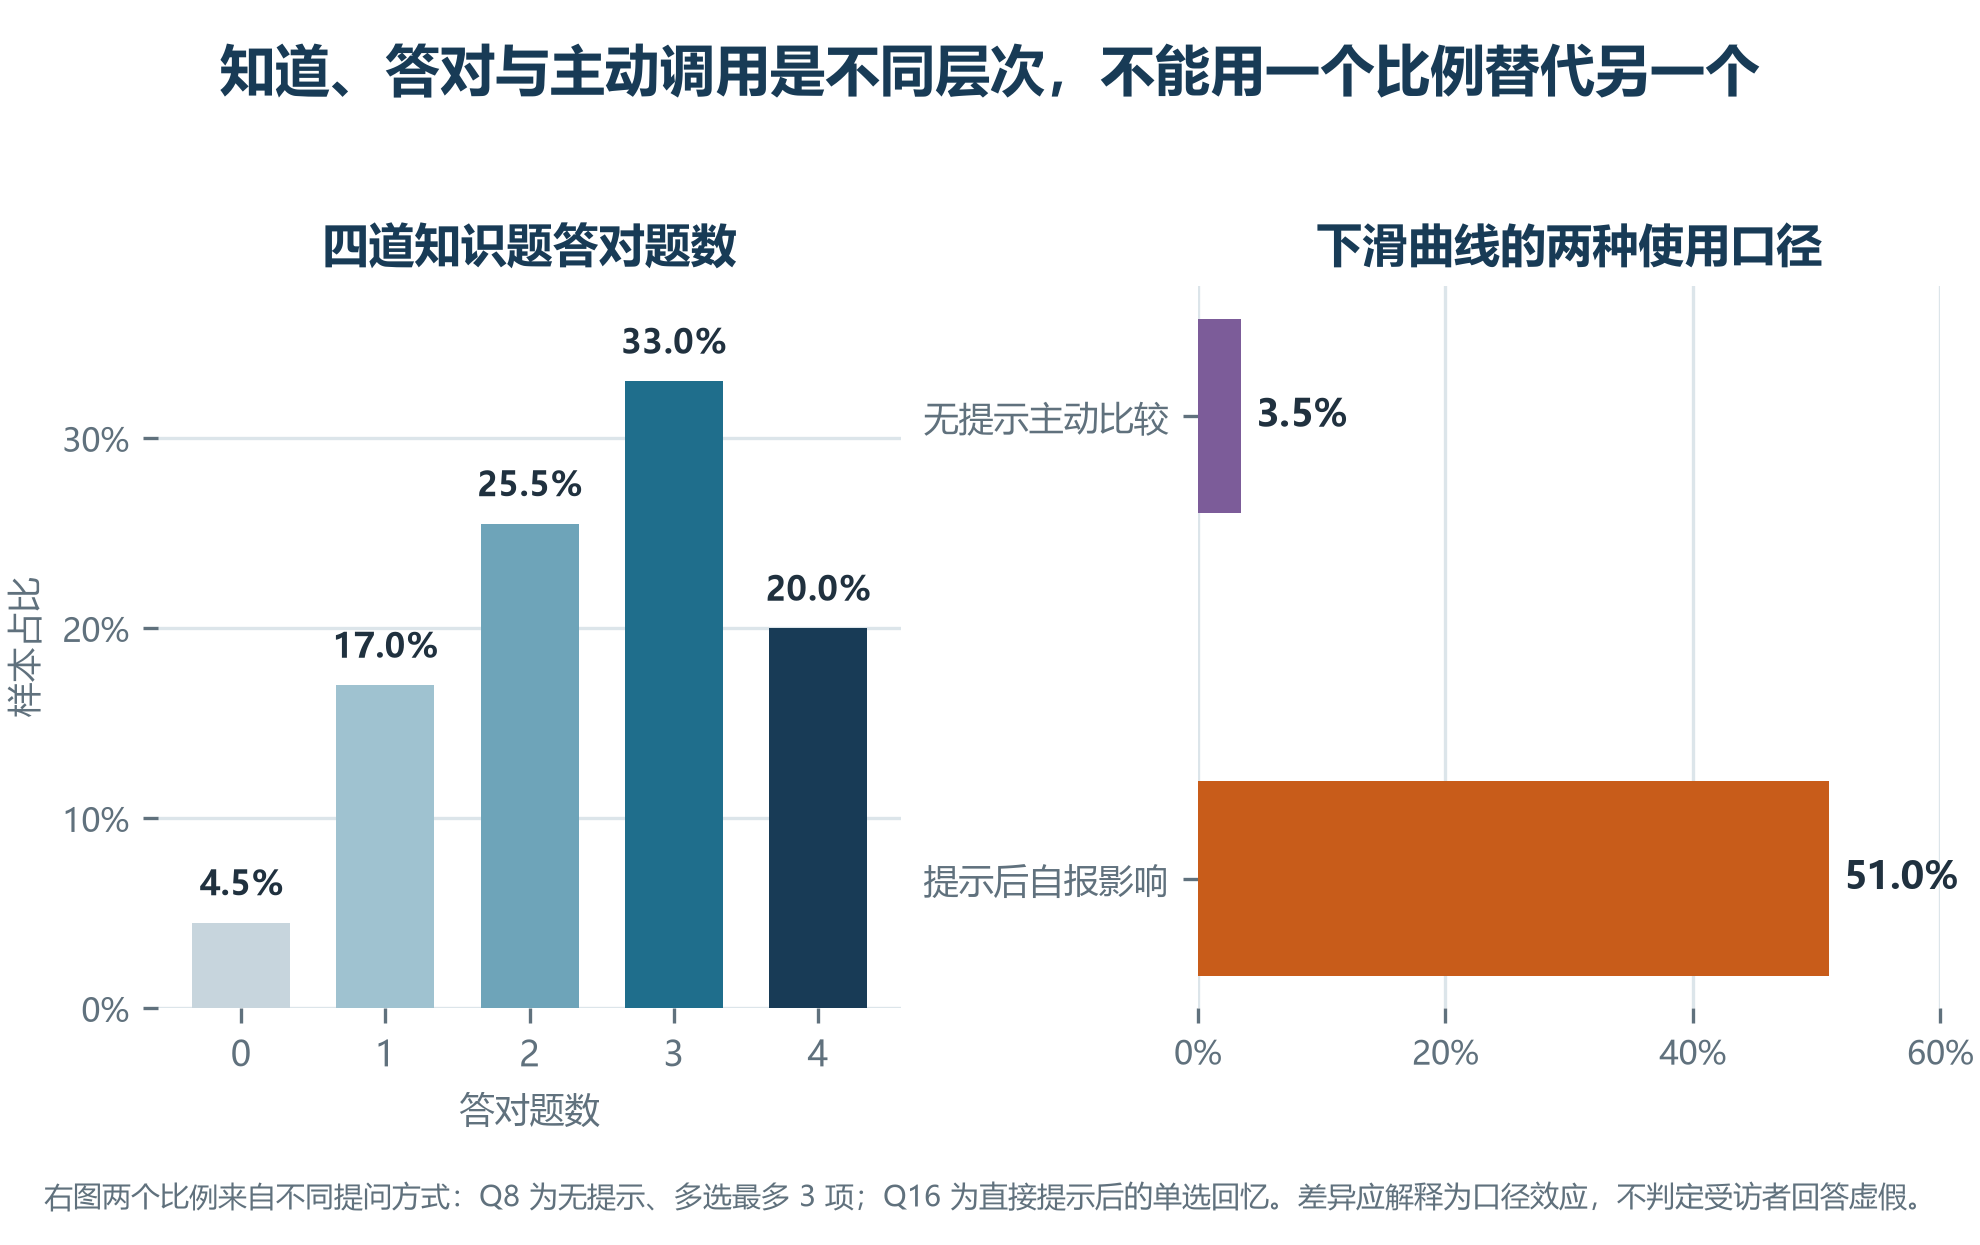 知道、答对与主动调用是不同层次，不能用一个比例替代另一个
四道知识题答对题数
样本占比
30%
20%
10%
0%
4.5%
17.0%
25.5%
33.0%
20.0%
0 1 2 3 4
答对题数
下滑曲线的两种使用口径
无提示主动比较
3.5%
提示后自报影响
51.0%
0% 20% 40% 60%
右图两个比例来自不同提问方式：Q8 为无提示、多选最多 3 项；Q16 为直接提示后的单选回忆。差异应解释为口径效应，不判定受访者回答虚假。